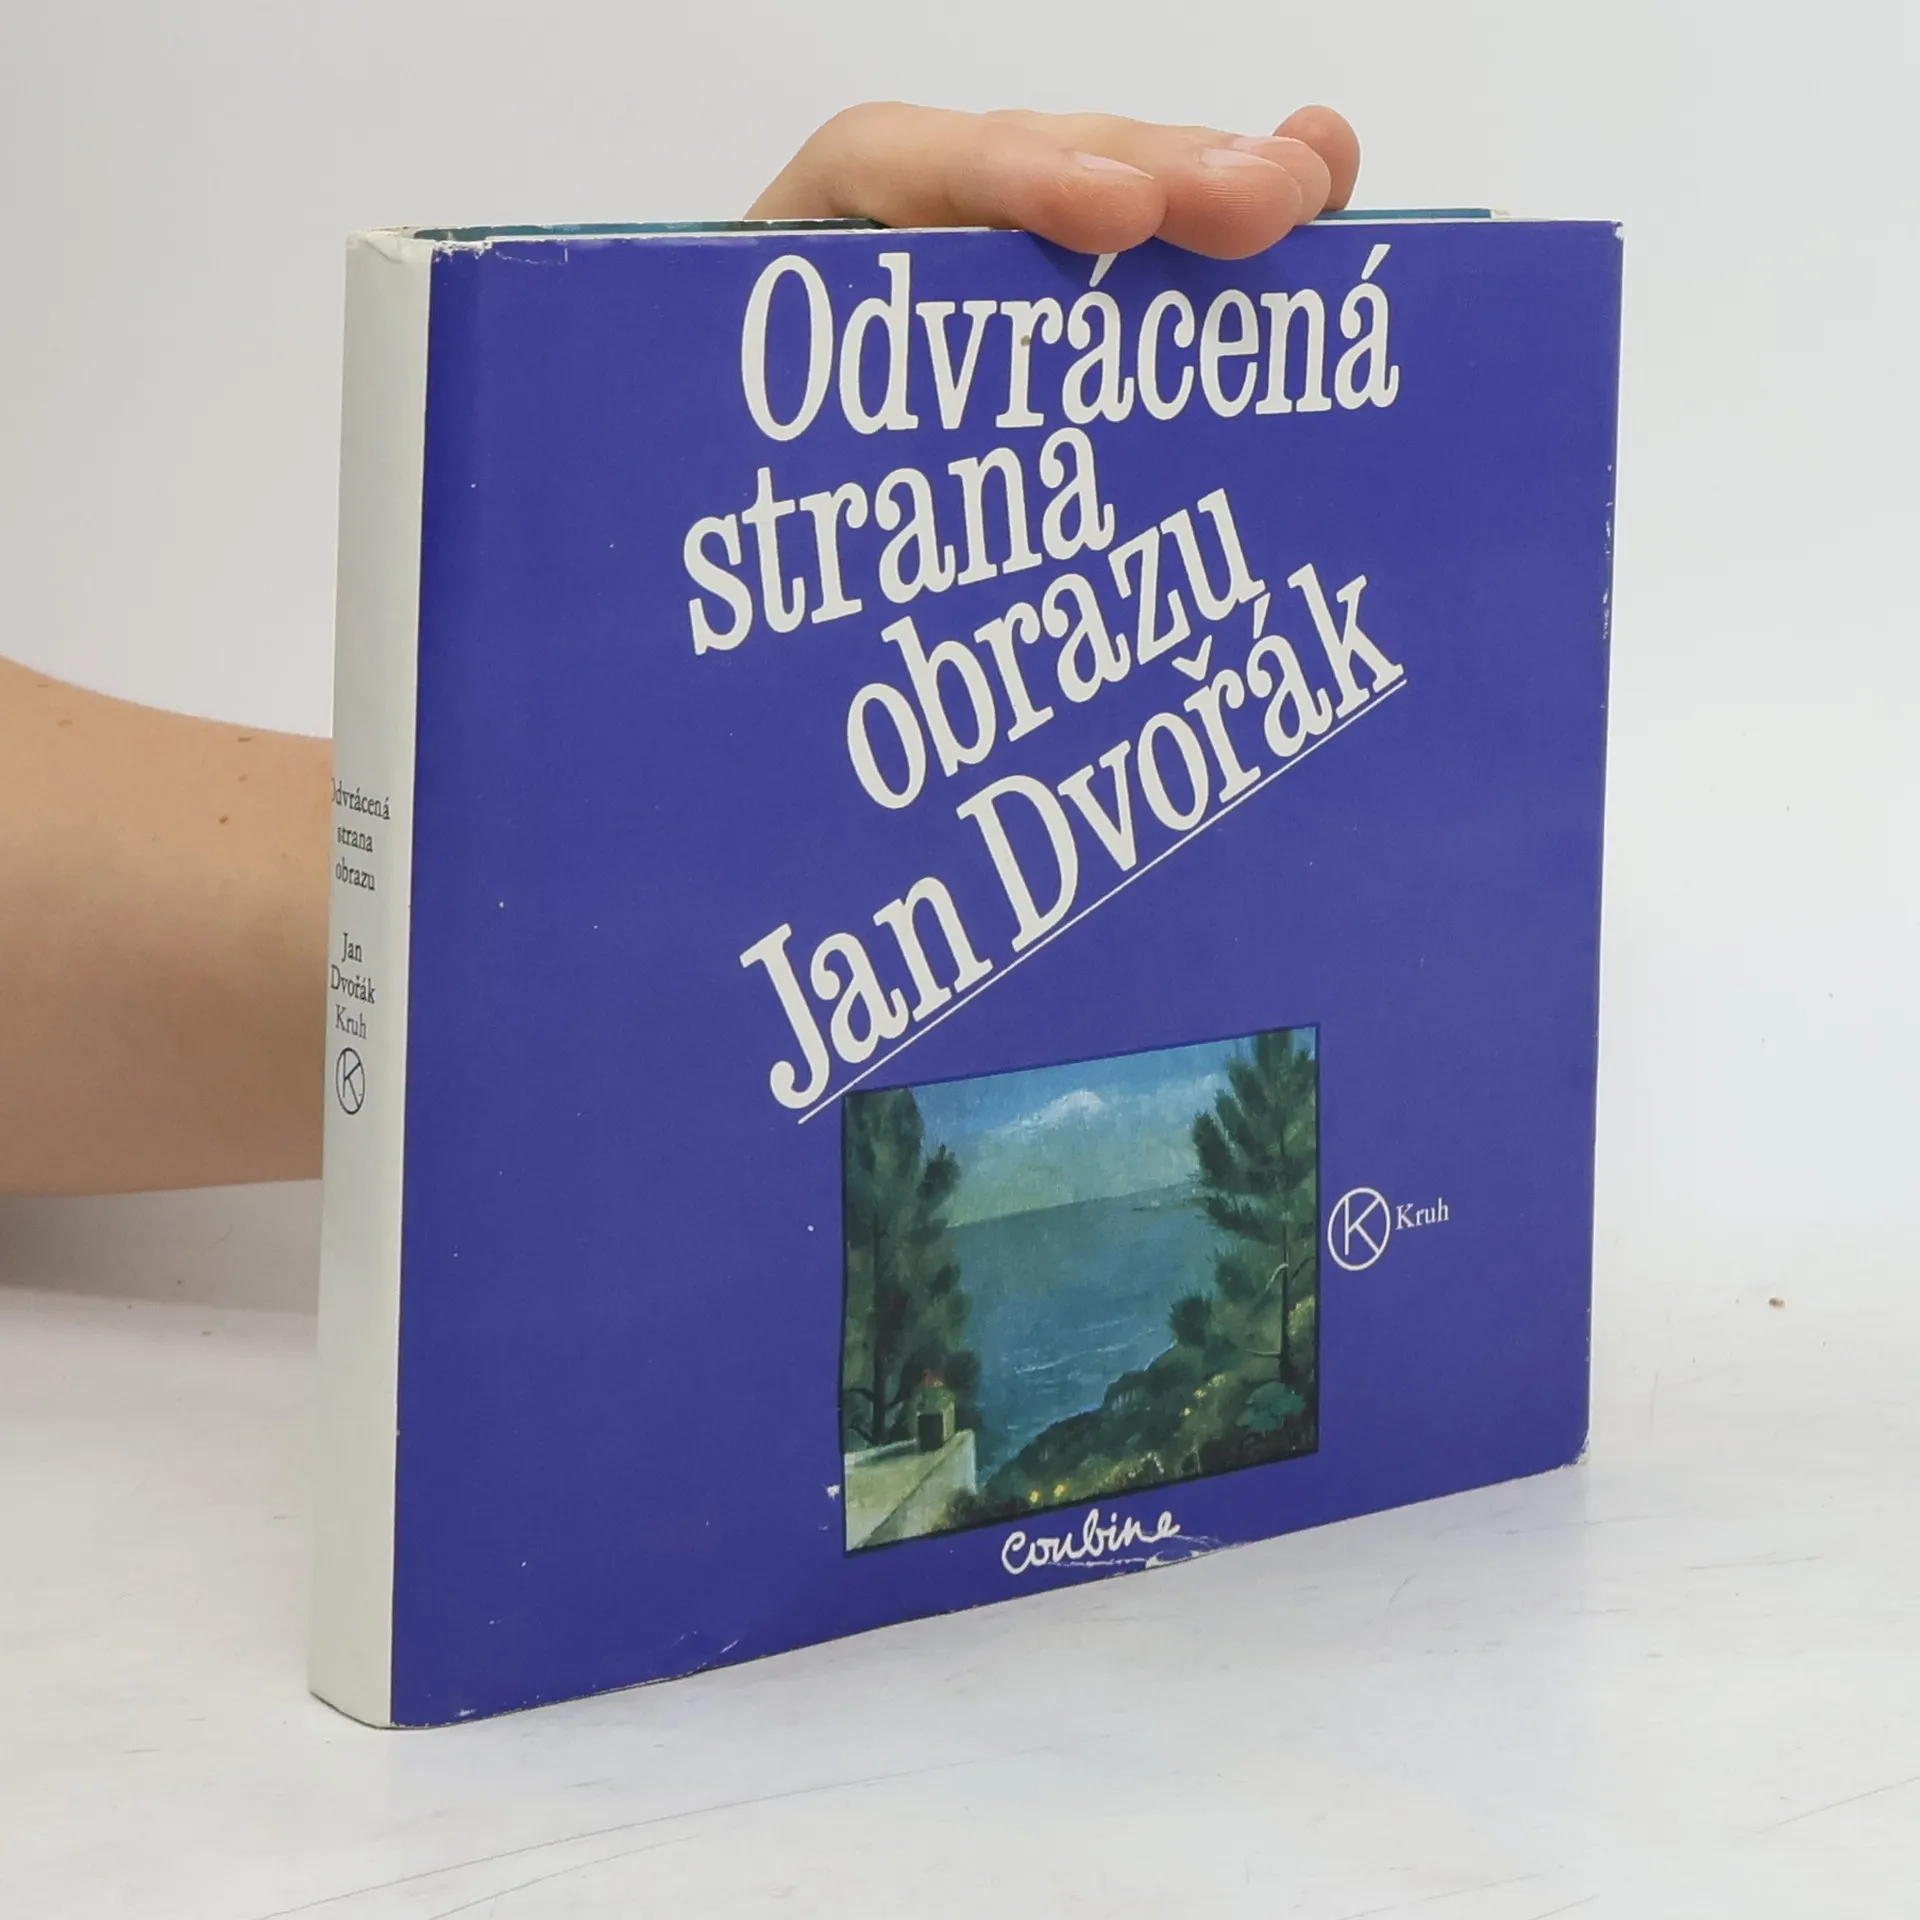 Odvrácená
strana
obrazu
Jan Dvořák
K Kruh
coubine
Odvrácená
strana
obrazu
Jan
Dvořák
Kruh
K